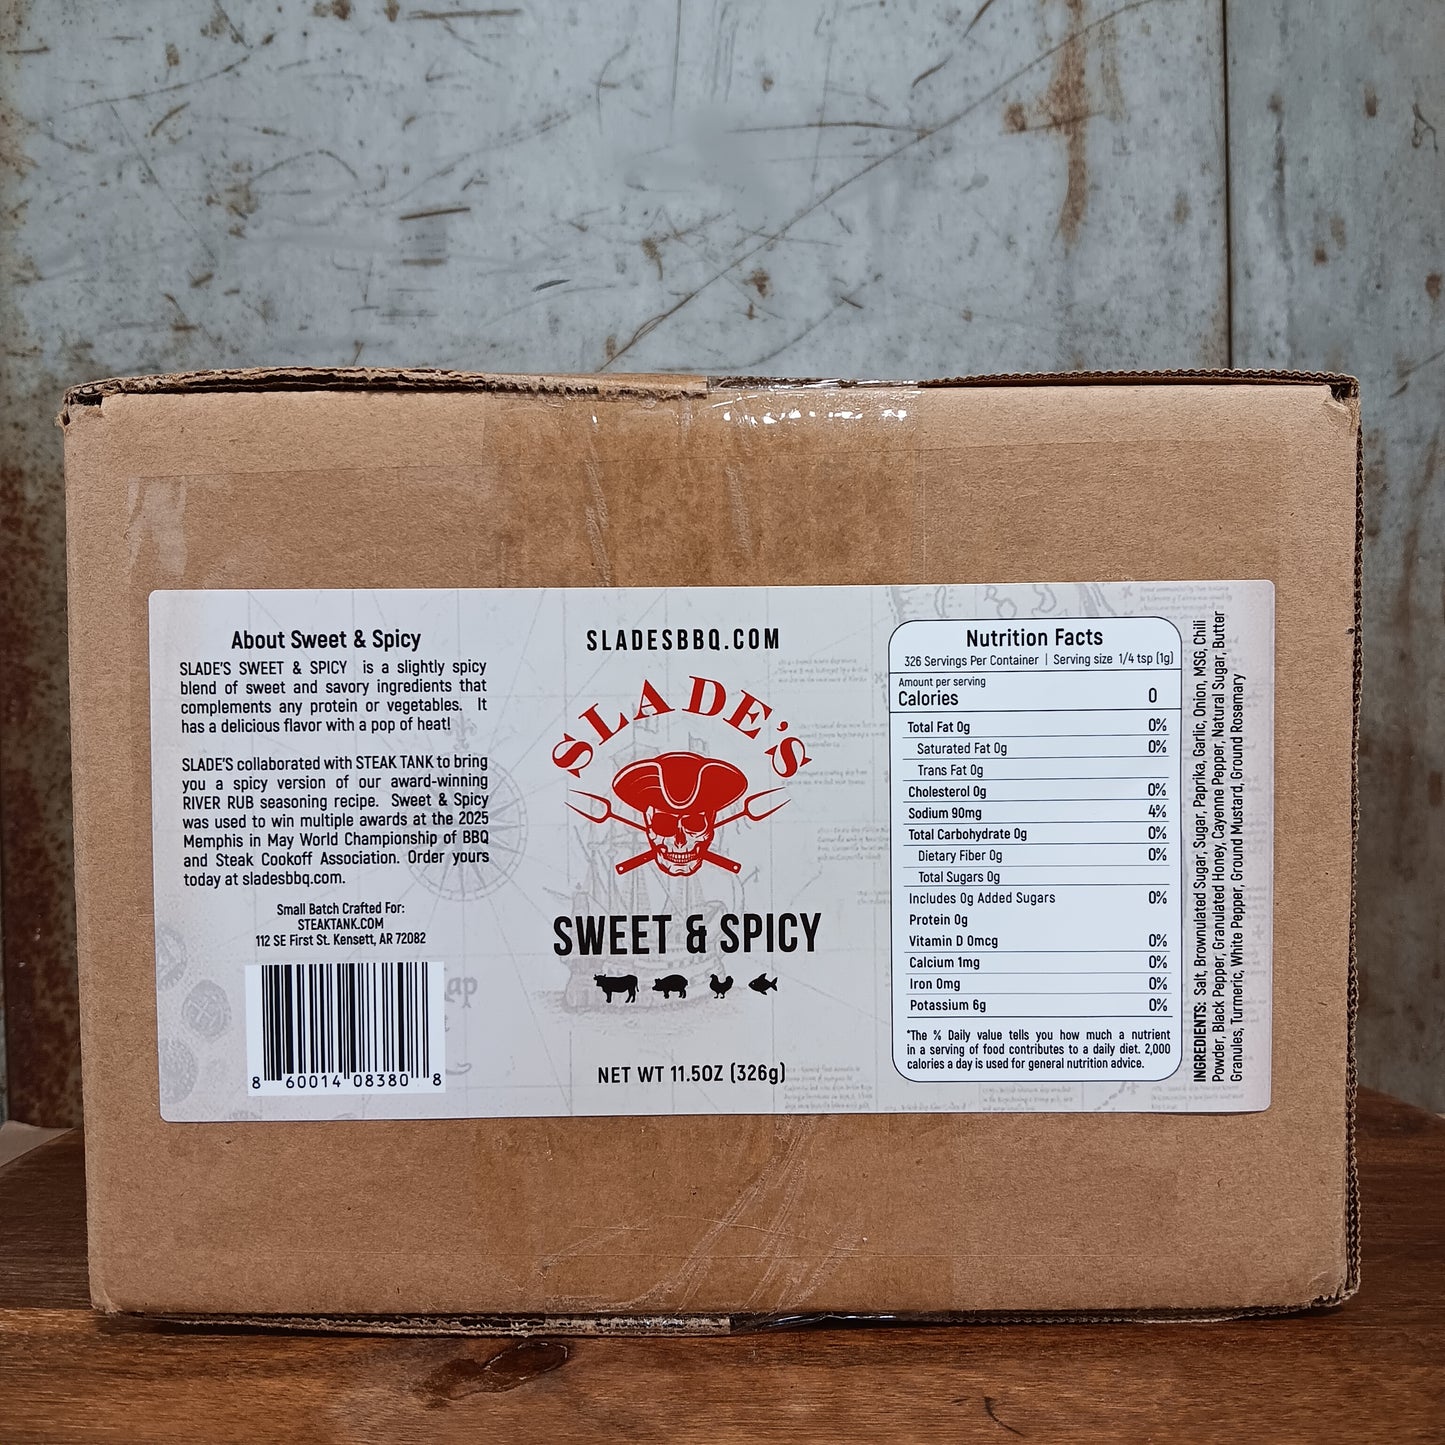 About Sweet & Spicy
SLADE'S SWEET & SPICY is a slightly spicy
blend of sweet and savory ingredients that
complements any protein or vegetables. It
has a delicious flavor with a pop of heat!
SLADE'S collaborated with STEAK TANK to bring
you a spicy version of our award-winning
RIVER RUB seasoning recipe. Sweet & Spicy
was used to win multiple awards at the 2025
Memphis in May World Championship of BBQ
and Steak Cookoff Association. Order yours
today at sladesbbq.com.
Small Batch Crafted For:
STEAKTANK.COM
112 SE First St. Kensett, AR 72082
8 60014 08380 8
SLADESBBQ.COM
SLADE'S
SWEET & SPICY
NET WT 11.5OZ (326g)
Nutrition Facts
326 Servings Per Container | Serving size 1/4 tsp (1g)
Amount per serving
Calories 0
Total Fat 0g 0%
Saturated Fat 0g 0%
Trans Fat 0g
Cholesterol 0g 0%
Sodium 90mg 4%
Total Carbohydrate 0g 0%
Dietary Fiber 0g 0%
Total Sugars 0g
Includes 0g Added Sugars 0%
Protein 0g
Vitamin D 0mcg 0%
Calcium 1mg 0%
Iron 0mg 0%
Potassium 6g 0%
*The % Daily value tells you how much a nutrient
in a serving of food contributes to a daily diet. 2,000
calories a day is used for general nutrition advice.
INGREDIENTS: Salt, Brownulated Sugar, Sugar, Paprika, Garlic, Onion, MSG, Chili
Powder, Black Pepper, Granulated Honey, Cayenne Pepper, Natural Sugar, Butter
Granules, Turmeric, White Pepper, Ground Mustard, Ground Rosemary